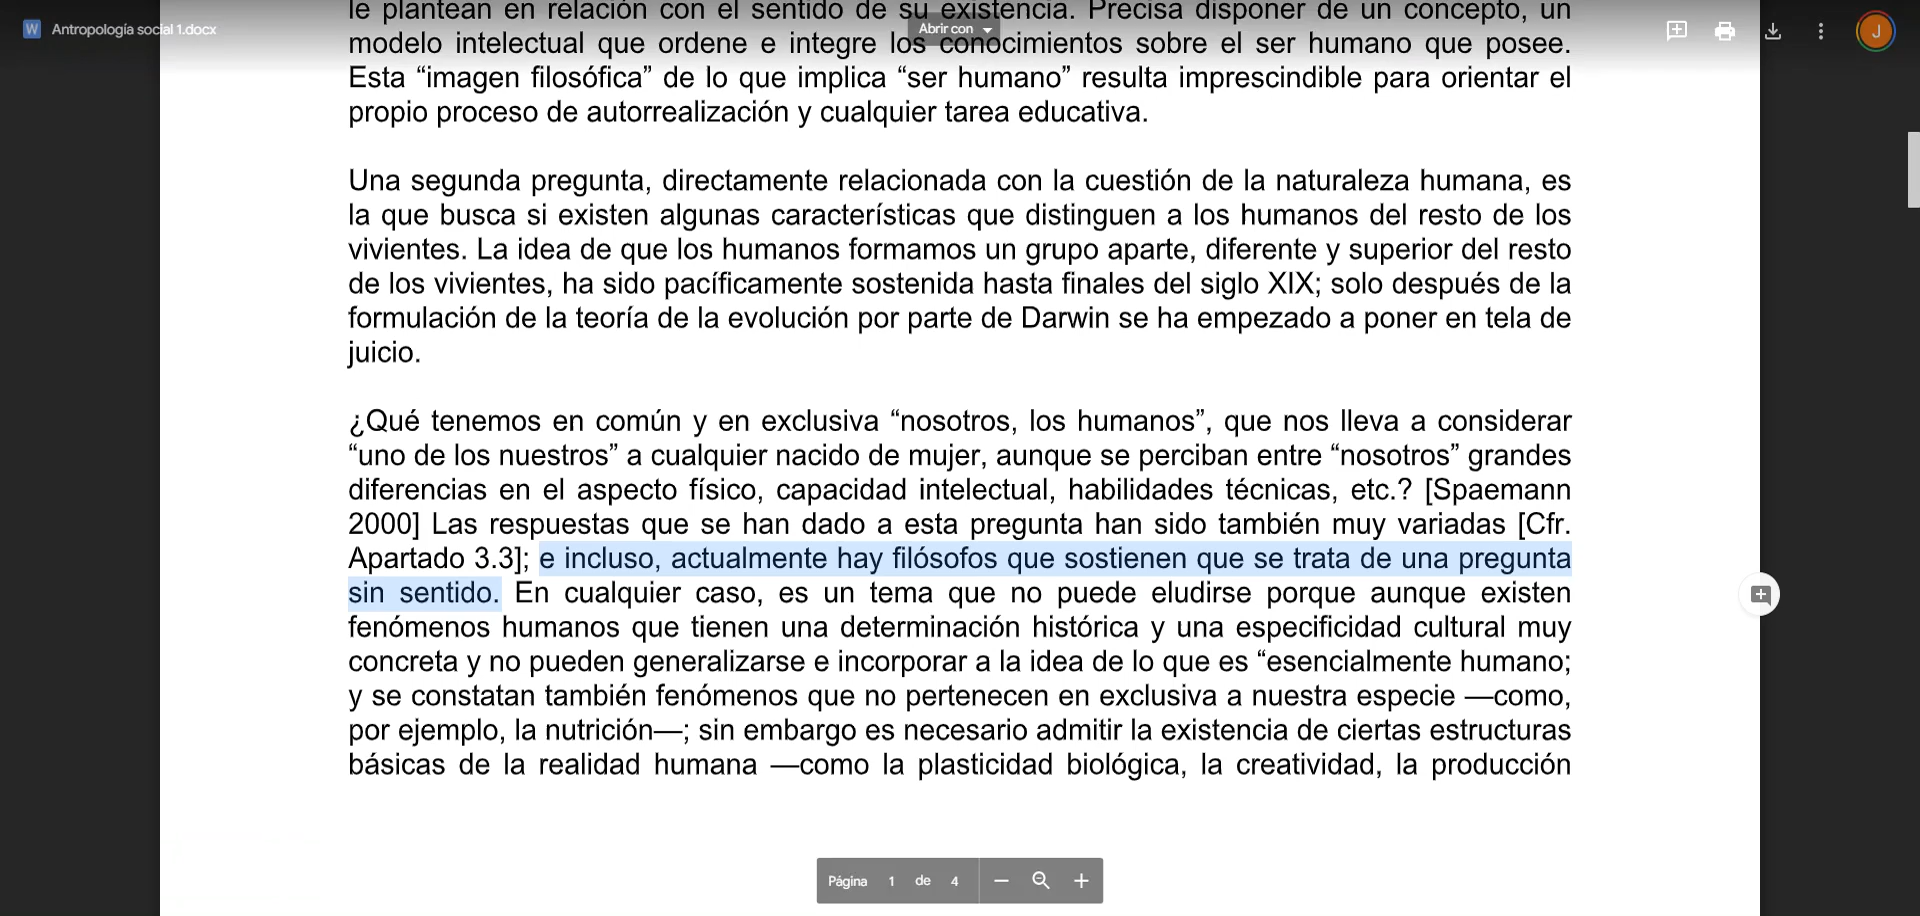 Antropología social 1.docx
Abrir con
J
le plantean en relación con el sentido de su existencia. Precisa disponer de un concepto, un
modelo intelectual que ordene e integre los conocimientos sobre el ser humano que posee.
Esta “imagen filosófica” de lo que implica “ser humano” resulta imprescindible para orientar el
propio proceso de autorrealización y cualquier tarea educativa.
Una segunda pregunta, directamente relacionada con la cuestión de la naturaleza humana, es
la que busca si existen algunas características que distinguen a los humanos del resto de los
vivientes. La idea de que los humanos formamos un grupo aparte, diferente y superior del resto
de los vivientes, ha sido pacíficamente sostenida hasta finales del siglo XIX; solo después de la
formulación de la teoría de la evolución por parte de Darwin se ha empezado a poner en tela de
juicio.
¿Qué tenemos en común y en exclusiva “nosotros, los humanos”, que nos lleva a considerar
“uno de los nuestros” a cualquier nacido de mujer, aunque se perciban entre “nosotros” grandes
diferencias en el aspecto físico, capacidad intelectual, habilidades técnicas, etc.? [Spaemann
2000] Las respuestas que se han dado a esta pregunta han sido también muy variadas [Cfr.
Apartado 3.3]; e incluso, actualmente hay filósofos que sostienen que se trata de una pregunta
sin sentido. En cualquier caso, es un tema que no puede eludirse porque aunque existen
fenómenos humanos que tienen una determinación histórica y una especificidad cultural muy
concreta y no pueden generalizarse e incorporar a la idea de lo que es “esencialmente humano;
y se constatan también fenómenos que no pertenecen en exclusiva a nuestra especie —como,
por ejemplo, la nutrición—; sin embargo es necesario admitir la existencia de ciertas estructuras
básicas de la realidad humana —como la plasticidad biológica, la creatividad, la producción
Página 1 de 4